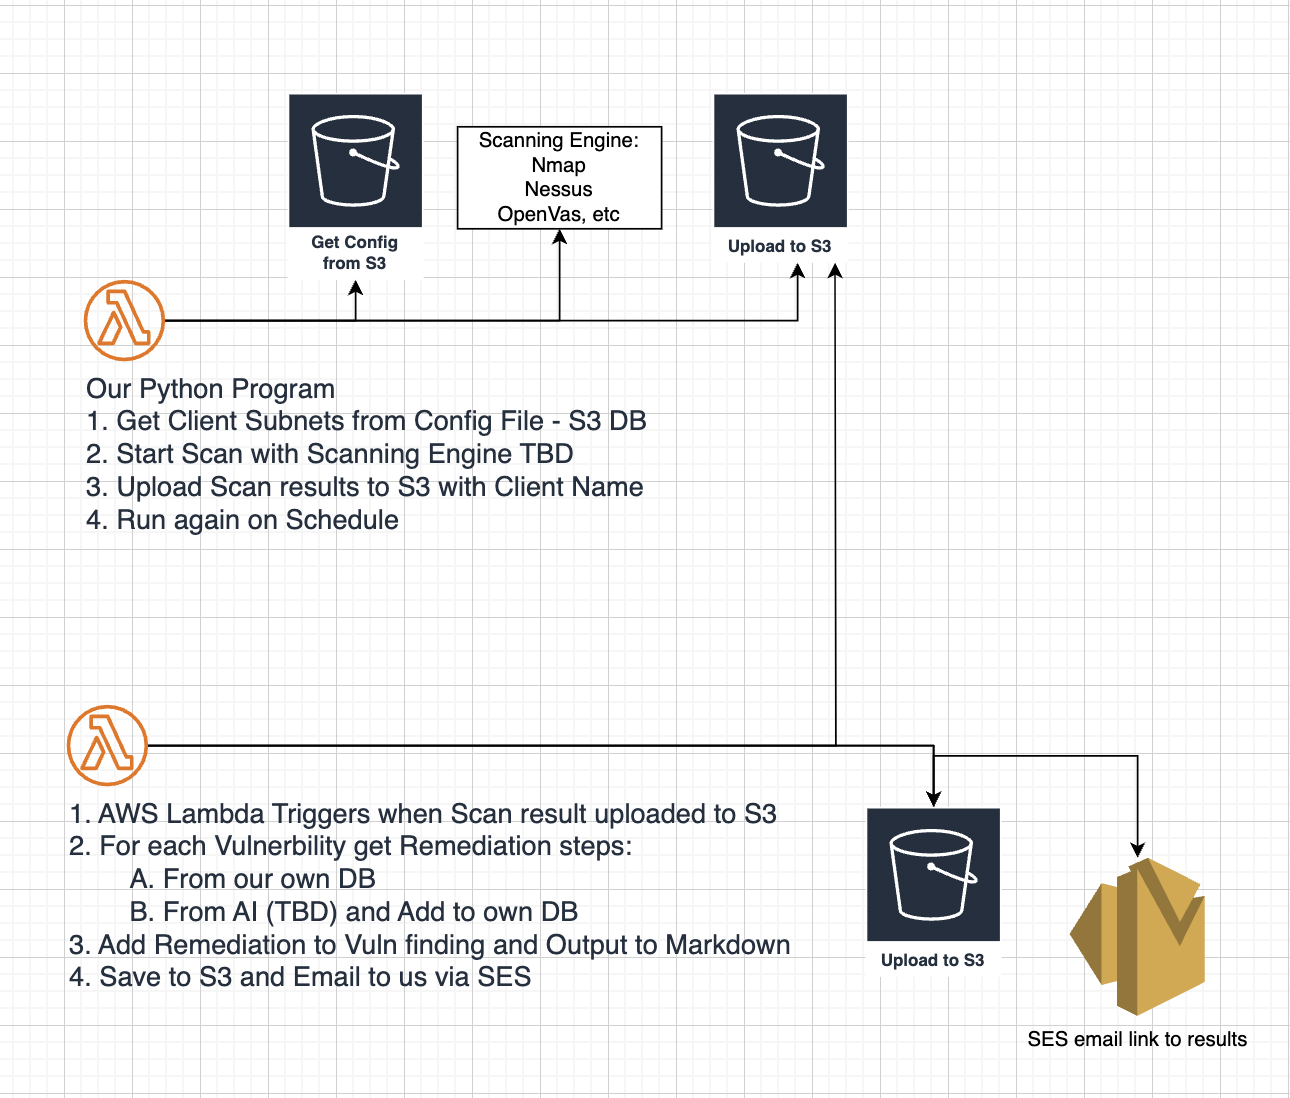 Scanning Engine:
Nmap
Nessus
OpenVas, etc
Get Config
from S3
Upload to S3
Our Python Program
1. Get Client Subnets from Config File - S3 DB
2. Start Scan with Scanning Engine TBD
3. Upload Scan results to S3 with Client Name
4. Run again on Schedule
1. AWS Lambda Triggers when Scan result uploaded to S3
2. For each Vulnerbility get Remediation steps:
A. From our own DB
B. From AI (TBD) and Add to own DB
3. Add Remediation to Vuln finding and Output to Markdown
4. Save to S3 and Email to us via SES
Upload to S3
SES email link to results